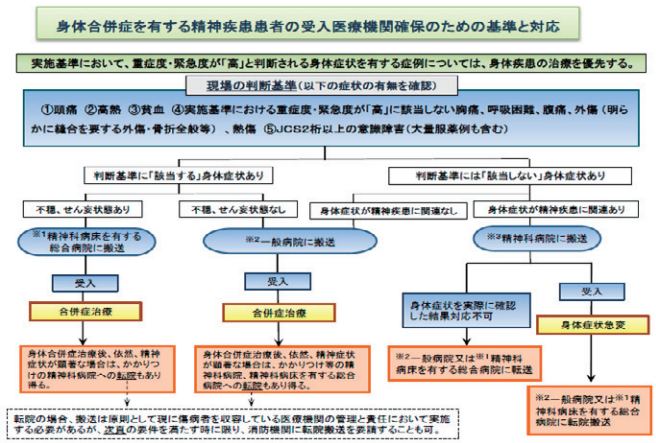 身体合併症を有する精神疾患患者の受入医療機関確保のための基準と対応
実施基準において、重症度・緊急度が「高」と判断される身体症状を有する症例については、身体疾患の治療を優先する。
現場の判断基準(以下の症状の有無を確認)
①頭痛 ②高熱 ③貧血 ④実施基準における重症度・緊急度が「高」に該当しない胸痛、呼吸困難、腹痛、外傷(明ら
かに縫合を要する外傷・骨折全般等)、熱傷 ⑤JCS2桁以上の意識障害(大量服薬例も含む)
判断基準に「該当する」身体症状あり
判断基準には「該当しない」身体症状あり
不穏、せん妄状態あり
不穏、せん妄状態なし
身体症状が精神疾患に関連なし
身体症状が精神疾患に関連あり
※1精神科病床を有する
総合病院に搬送
※2一般病院に搬送
※3精神科病院に搬送
受入
受入
身体症状を実際に確認
した結果対応不可
受入
合併症治療
合併症治療
身体症状急変
身体合併症治療後、依然、精神
症状が顕著な場合は、かかりつ
けの精神科病院への転院もあり
得る。
身体合併症治療後、依然、精神症状
が顕著な場合は、かかりつけ等の精
神科病院、精神科病床を有する総合
病院への転院もあり得る。
※2一般病院又は※1精神科
病床を有する総合病院に転送
※2一般病院又は※1精
神科病床を有する総合
病院に転院搬送
転院の場合、搬送は原則として現に傷病者を収容している医療機関の管理と責任において実施
する必要があるが、次頁の要件を満たす時に限り、消防機関に転院搬送を要請することも可。